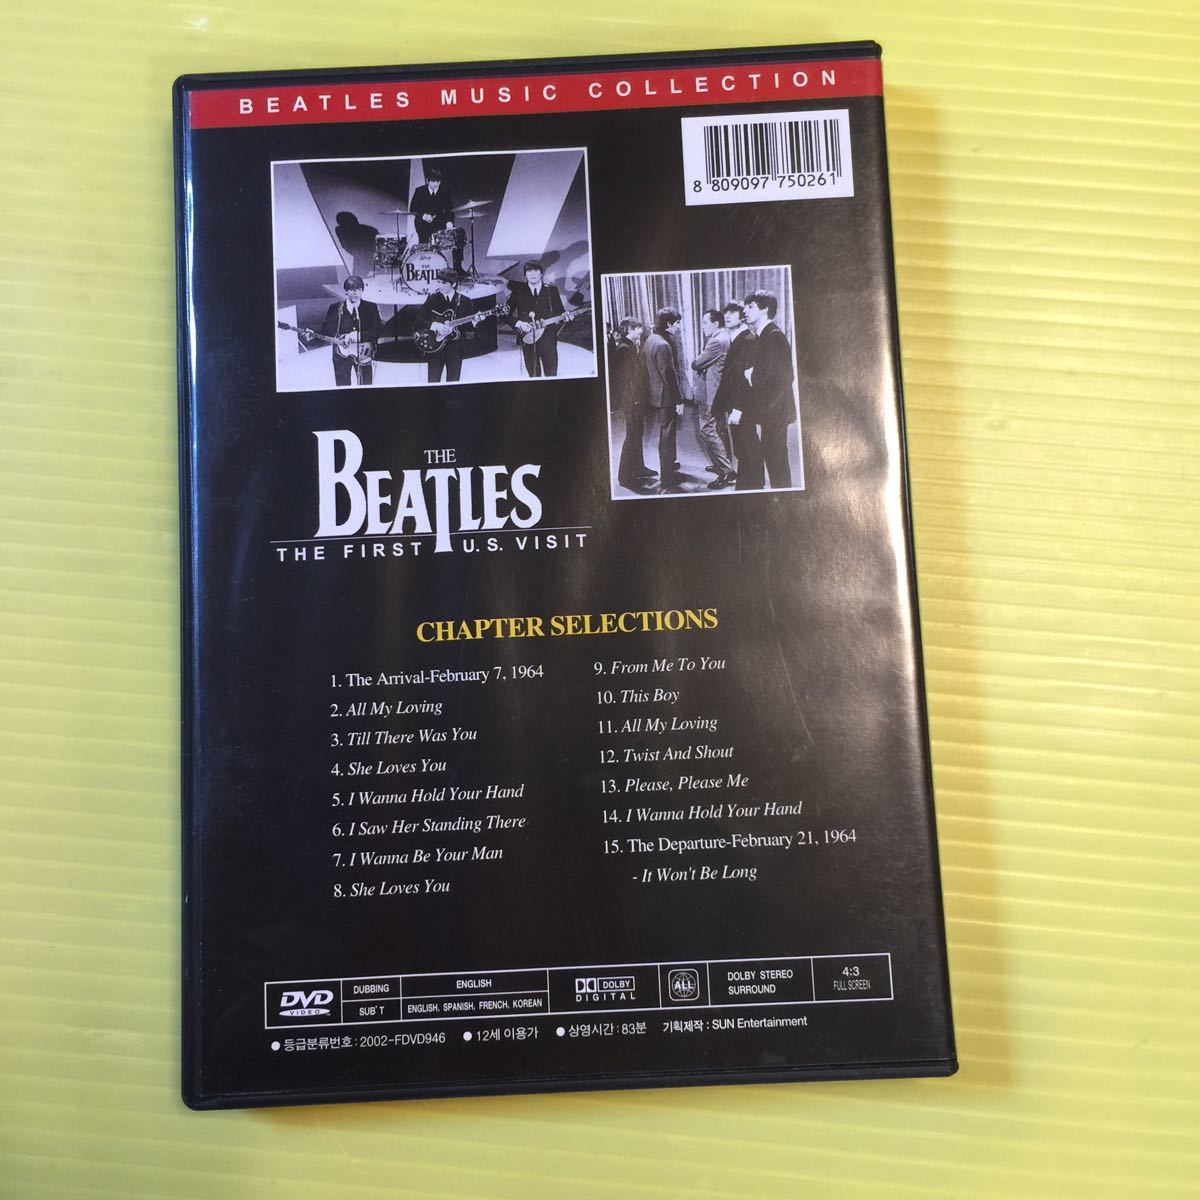 BEATLES MUSIC COLLECTION
8 809097 750261
THE
BEATLES
THE
BEATLES
THE FIRST U.S. VISIT
CHAPTER SELECTIONS
1. The Arrival-February 7, 1964
2. All My Loving
3. Till There Was You
4. She Loves You
5. I Wanna Hold Your Hand
6. I Saw Her Standing There
7. I Wanna Be Your Man
8. She Loves You
9. From Me To You
10. This Boy
11. All My Loving
12. Twist And Shout
13. Please, Please Me
14. I Wanna Hold Your Hand
15. The Departure-February 21, 1964
- It Won't Be Long
DVD
VIDEO
DUBBING
ENGLISH
SUB'T
ENGLISH, SPANISH, FRENCH, KOREAN
DOLBY
DIGITAL
ALL
DOLBY STEREO
SURROUND
4:3
FULL SCREEN
● 등급분류번호 : 2002-FDVD946 ● 12세 이용가 ● 상영시간 : 83분 기획제작 : SUN Entertainment